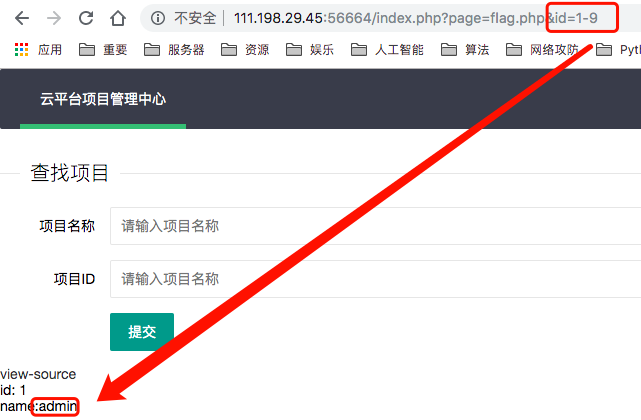 不安全 | 111.198.29.45:56664/index.php?page=flag.php&id=1-9
应用 重要 服务器 资源 娱乐 人工智能 算法 网络攻防 Pyth
云平台项目管理中心
查找项目
项目名称 请输入项目名称
项目ID 请输入项目ID
提交
view-source
id: 1
name:admin